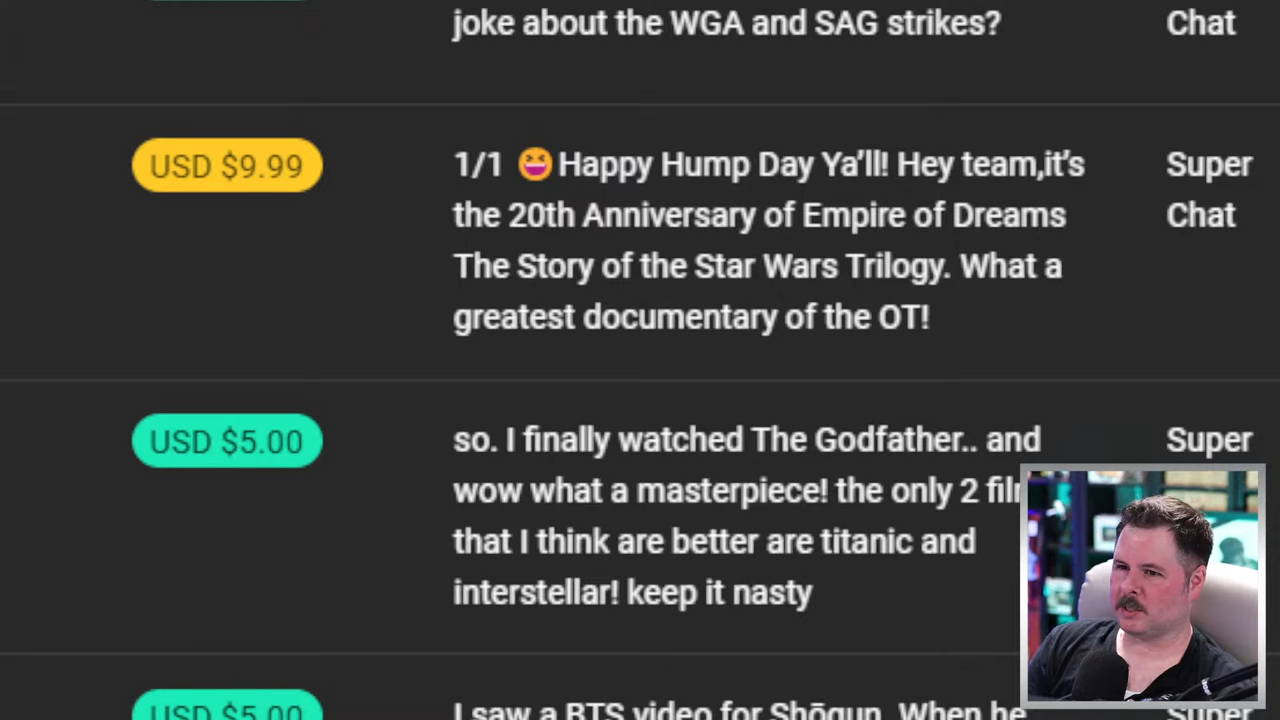 joke about the WGA and SAG strikes?
Chat
USD $9.99
1/1 😆Happy Hump Day Ya’ll! Hey team,it’s
the 20th Anniversary of Empire of Dreams
The Story of the Star Wars Trilogy. What a
greatest documentary of the OT!
Super
Chat
USD $5.00
so. I finally watched The Godfather.. and
wow what a masterpiece! the only 2
that I think are better are titanic and
interstellar! keep it nasty
Super
USD $5.00
I saw a BTS video for Shōgun. When he
Super